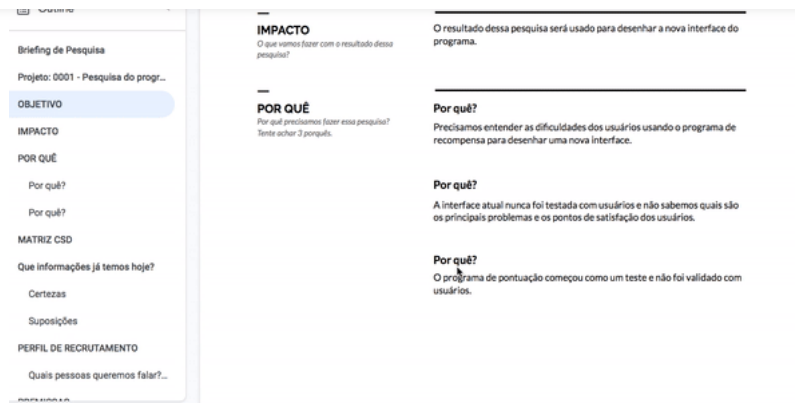 Outline
Briefing de Pesquisa
Projeto: 0001 - Pesquisa do progr...
OBJETIVO
IMPACTO
POR QUÊ
Por quê?
Por quê?
MATRIZ CSD
Que informações já temos hoje?
Certezas
Suposições
PERFIL DE RECRUTAMENTO
Quais pessoas queremos falar?...
PREMISSAS
IMPACTO
O que vamos fazer com o resultado dessa
pesquisa?
O resultado dessa pesquisa será usado para desenhar a nova interface do
programa.
POR QUÊ
Por quê precisamos fazer essa pesquisa?
Tente achar 3 porquês.
Por quê?
Precisamos entender as dificuldades dos usuários usando o programa de
recompensa para desenhar uma nova interface.
Por quê?
A interface atual nunca foi testada com usuários e não sabemos quais são
os principais problemas e os pontos de satisfação dos usuários.
Por quê?
O programa de pontuação começou como um teste e não foi validado com
usuários.